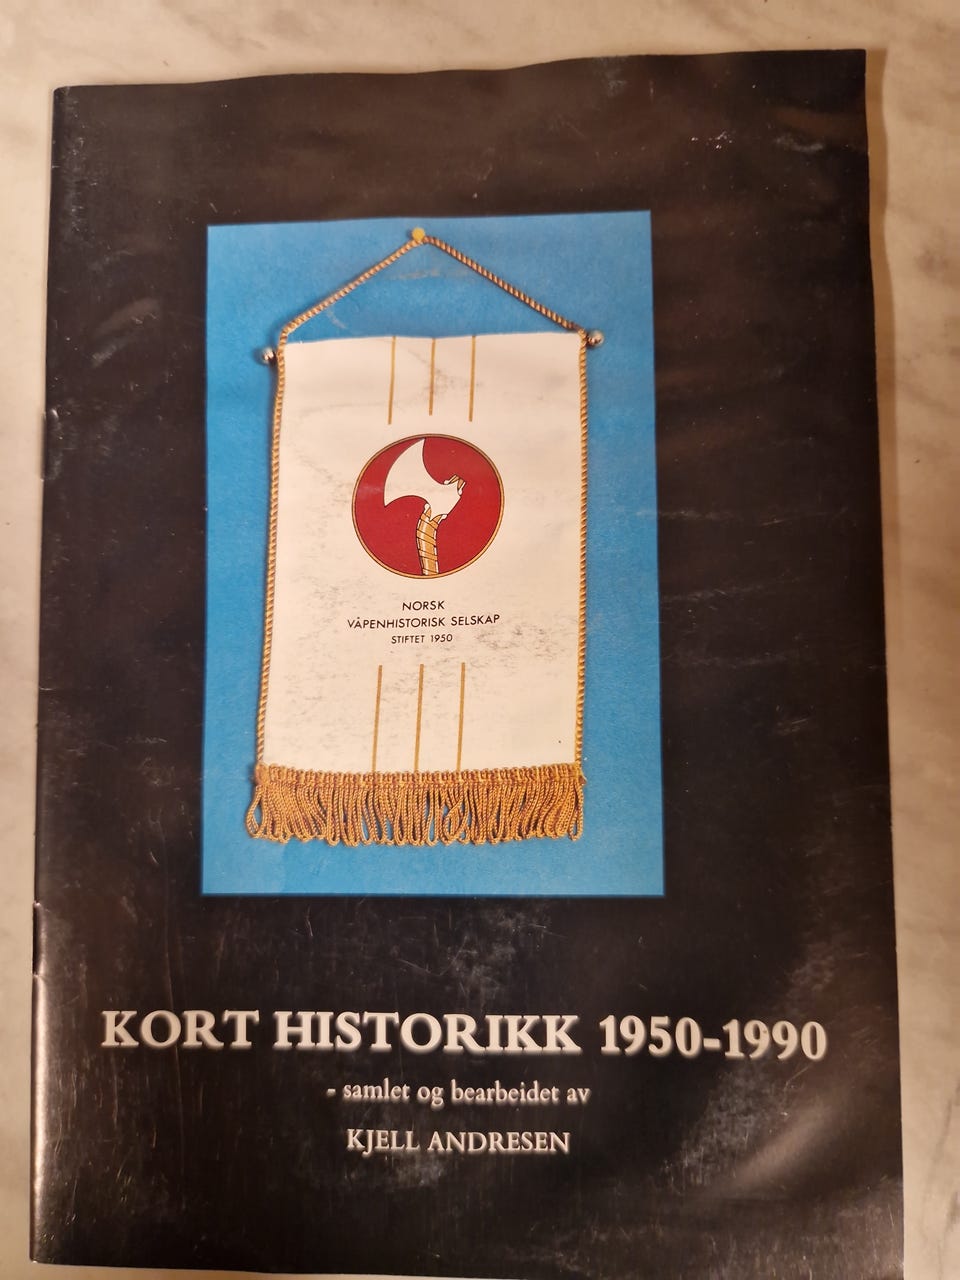 NORSK
VÅPENHISTORISK SELSKAP
STIFTET 1950
KORT HISTORIKK 1950-1990
- samlet og bearbeidet av
KJELL ANDRESEN